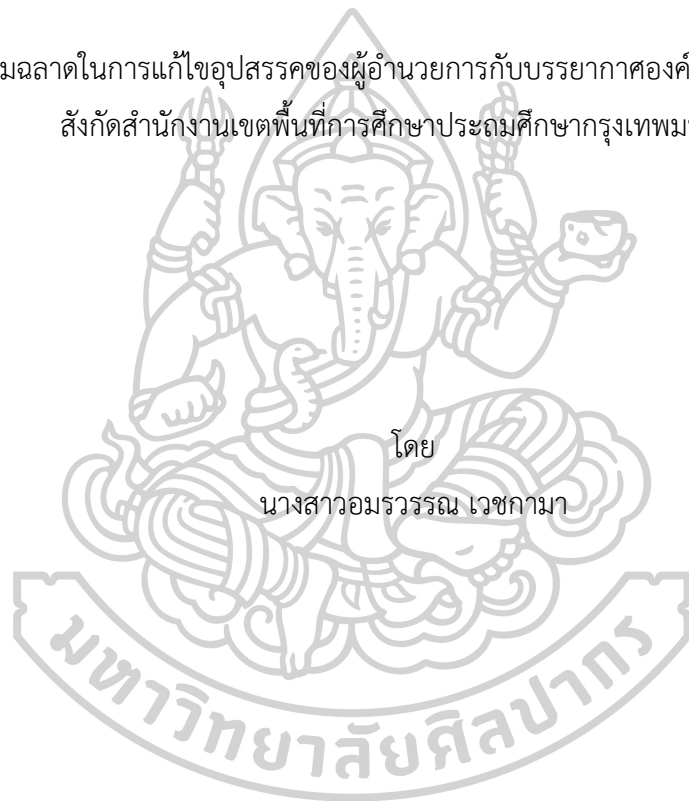 มฉลาดในการแก้ไขอุปสรรคของผู้อำนวยการกับบรรยากาศองค์
สังกัดสำนักงานเขตพื้นที่การศึกษาประถมศึกษากรุงเทพม
โดย
นางสาวอมรวรรณ เวชกามา
มหาวิทยาลัยศิลปากร